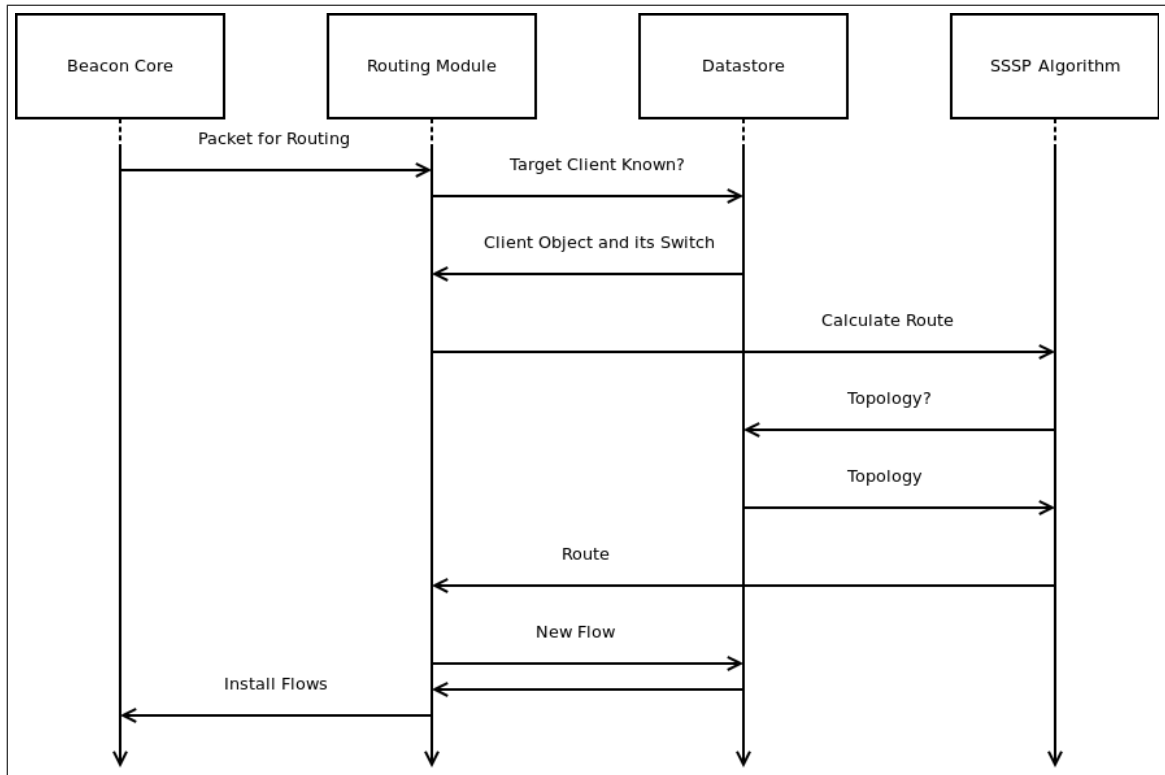 Beacon Core
Routing Module
Datastore
SSSP Algorithm
Packet for Routing
Target Client Known?
Client Object and its Switch
Calculate Route
Topology?
Topology
Route
New Flow
Install Flows